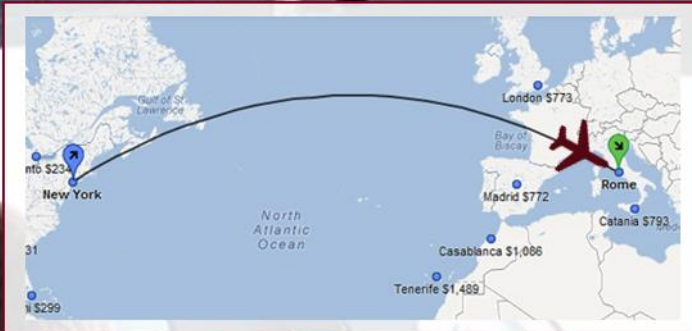 Gulf of St.
Lawrence
London $773
Bay of
Biscay
nto $234
New York
Rome
Madrid $772
North
Atlantic
Ocean
Catania $793
Casablanca $1,086
31
Tenerife $1,489
$299